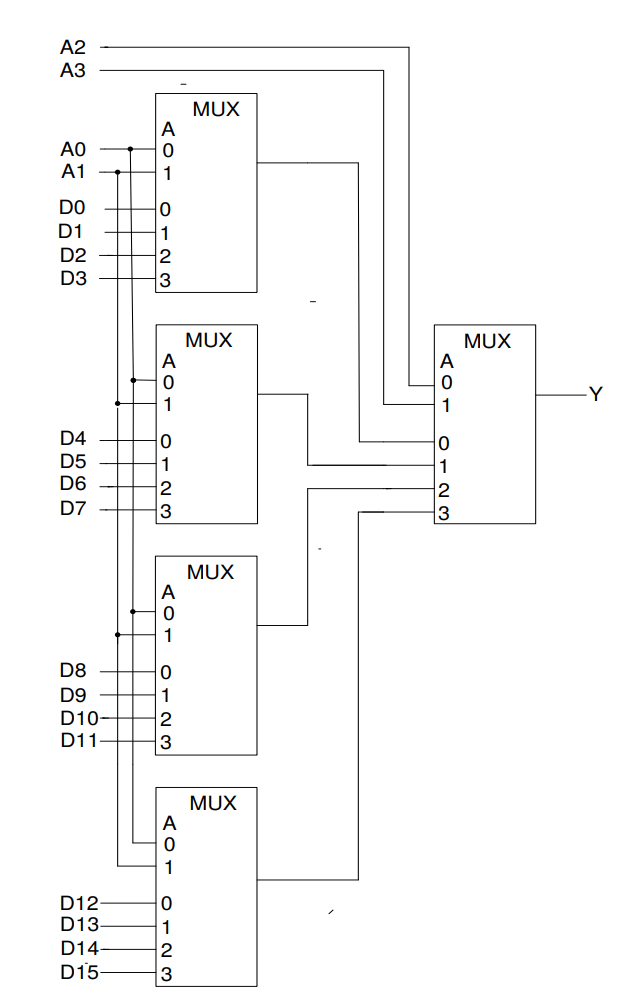 A2
A3
MUX
A
A0 0
A1 1
D0 0
D1 1
D2 2
D3 3
MUX
A
0
1
D4 0
D5 1
D6 2
D7 3
MUX
A
0
1
0
1
2
3
Y
MUX
A
0
1
D8 0
D9 1
D10 2
D11 3
MUX
A
0
1
D12 0
D13 1
D14 2
D15 3